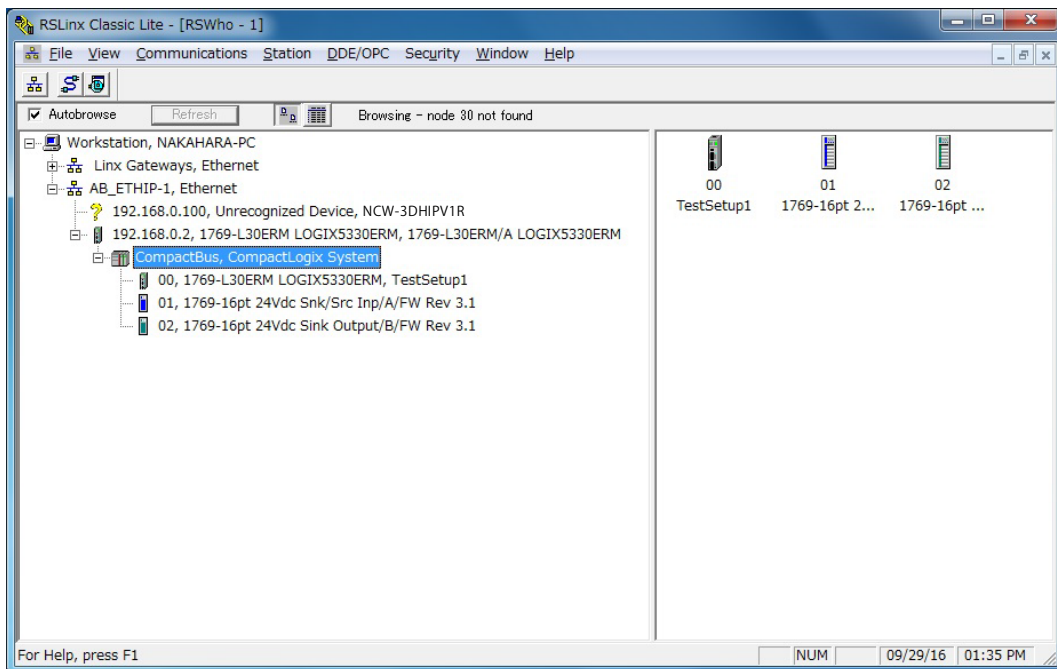 RSLinx Classic Lite - [RSWho - 1]
File View Communications Station DDE/OPC Security Window Help
Autobrowse Refresh Browsing - node 30 not found
Workstation, NAKAHARA-PC
Linx Gateways, Ethernet
AB_ETHIP-1, Ethernet
192.168.0.100, Unrecognized Device, NCW-3DHIPV1R
192.168.0.2, 1769-L30ERM LOGIX5330ERM, 1769-L30ERM/A LOGIX5330ERM
CompactBus, CompactLogix System
00, 1769-L30ERM LOGIX5330ERM, TestSetup1
01, 1769-16pt 24Vdc Snk/Src Inp/A/FW Rev 3.1
02, 1769-16pt 24Vdc Sink Output/B/FW Rev 3.1
00 01 02
TestSetup1 1769-16pt 2... 1769-16pt ...
For Help, press F1 NUM 09/29/16 01:35 PM